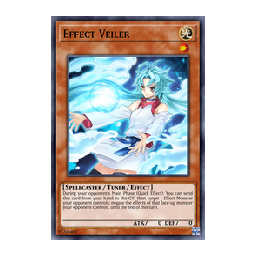 Effect Veiler
[Spellcaster / Tuner / Effect]
During your opponent's Main Phase (Quick Effect): You can send
this card from your hand to the GY, then target 1 Effect Monster
your opponent controls; negate the effects of that face-up monster
your opponent controls, until the end of this turn.
ATK/ 0 DEF/ 0